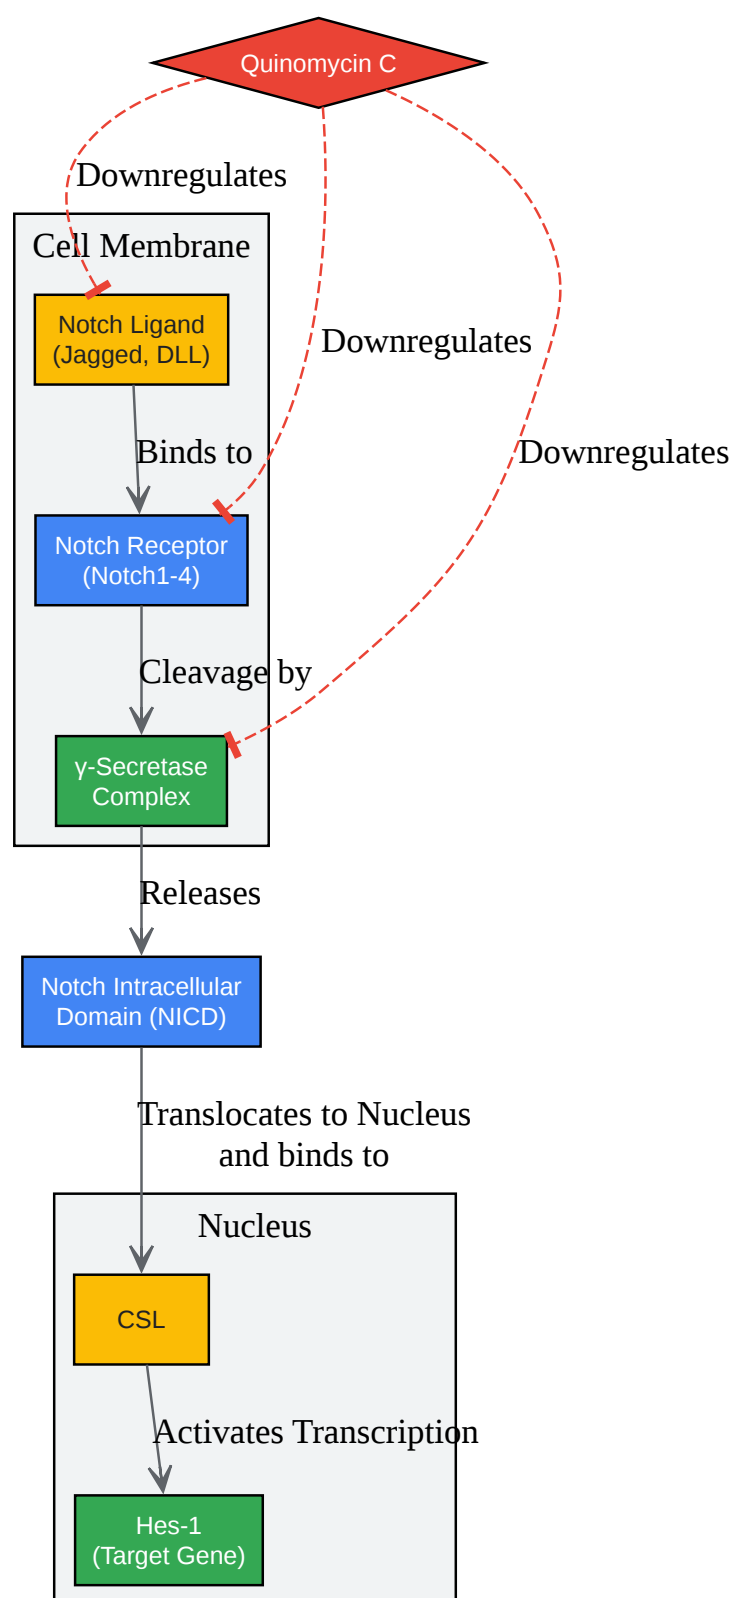 Quinomycin C
Downregulates
Cell Membrane
Notch Ligand
(Jagged, DLL)
Downregulates
Binds to
Downregulates
Notch Receptor
(Notch1-4)
Cleavage by
γ-Secretase
Complex
Releases
Notch Intracellular
Domain (NICD)
Translocates to Nucleus
and binds to
Nucleus
CSL
Activates Transcription
Hes-1
(Target Gene)